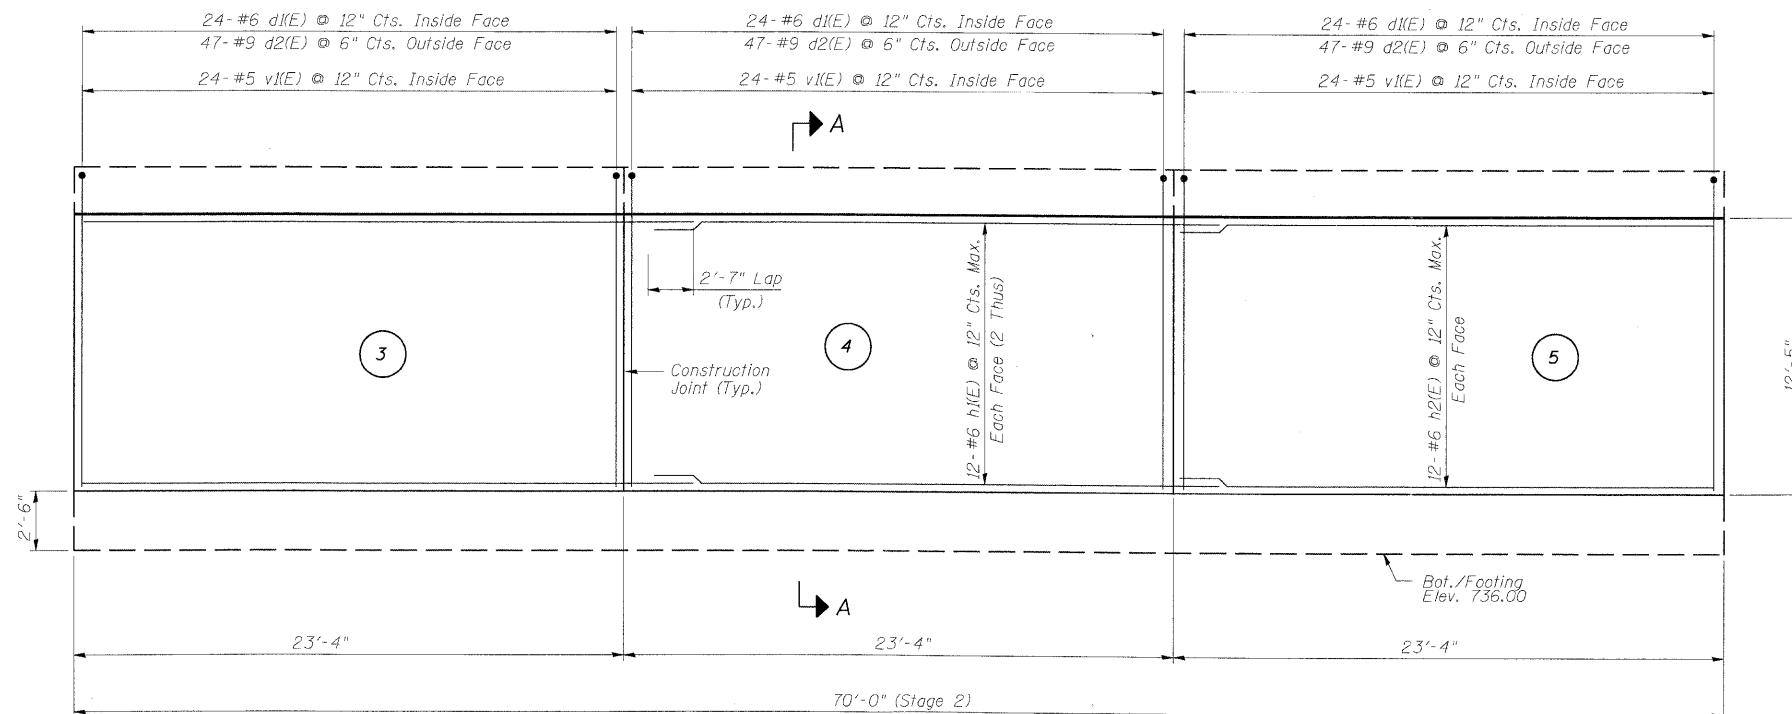 24- #6 d1(E) @ 12" Cts. Inside Face
47- #9 d2(E) @ 6" Cts. Outside Face
24- #5 v1(E) @ 12" Cts. Inside Face
24- #6 d1(E) @ 12" Cts. Inside Face
47- #9 d2(E) @ 6" Cts. Outside Face
24- #5 v1(E) @ 12" Cts. Inside Face
24- #6 d1(E) @ 12" Cts. Inside Face
47- #9 d2(E) @ 6" Cts. Outside Face
24- #5 v1(E) @ 12" Cts. Inside Face
A
2'-7" Lap
(Typ.)
12- #6 h1(E) @ 12" Cts. Max.
Each Face (2 Thus)
12- #6 h2(E) @ 12" Cts. Max.
Each Face
3
4
5
Construction
Joint (Typ.)
2'-6"
Bot./Footing
Elev. 736.00
A
23'-4"
23'-4"
23'-4"
70'-0" (Stage 2)